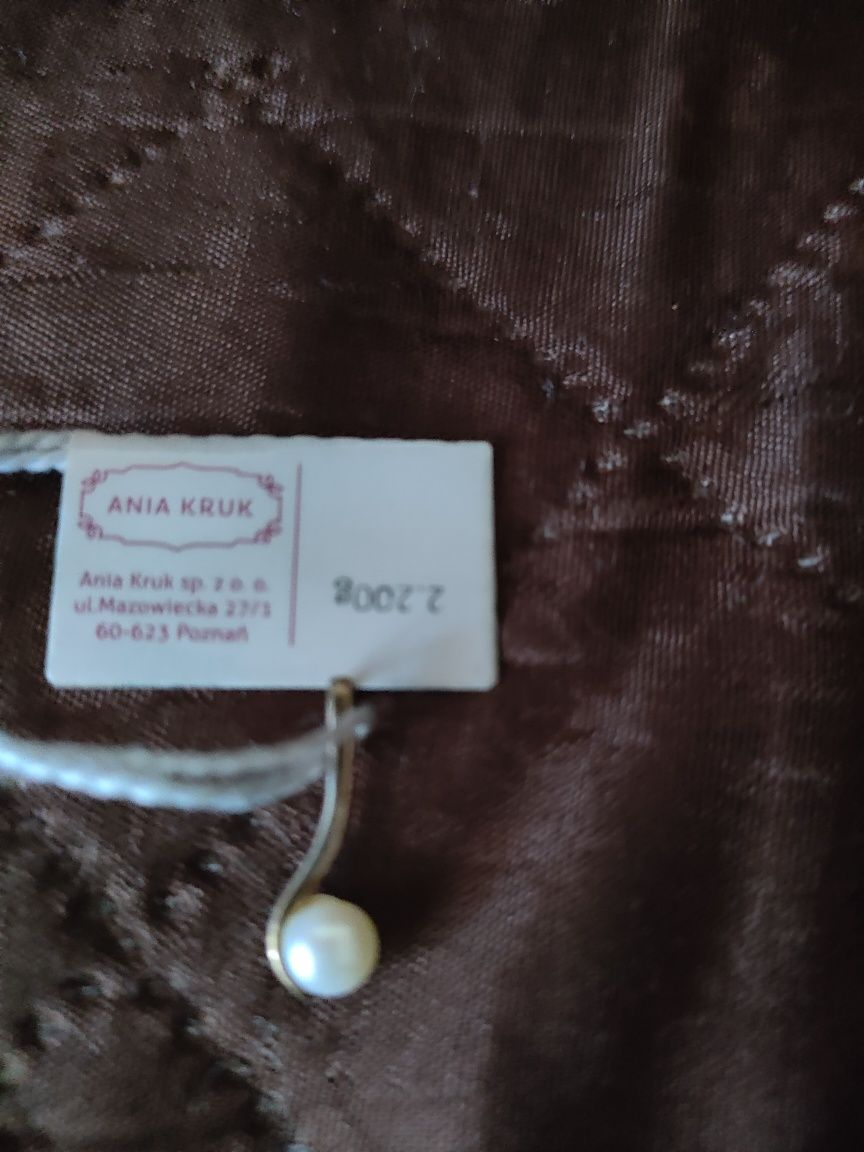 ANIA KRUK
Ania Kruk sp. z o. o.
ul.Mazowiecka 27/1
60-623 Poznań
2.200g